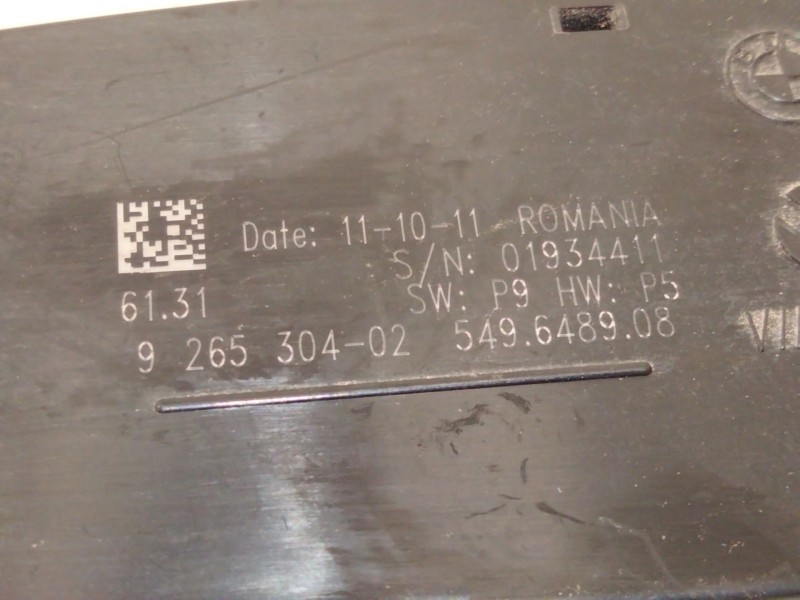 Date: 11-10-11 ROMANIA
S/N: 01934411
61.31 SW: P9 HW: P5
9 265 304-02 549.6489.08